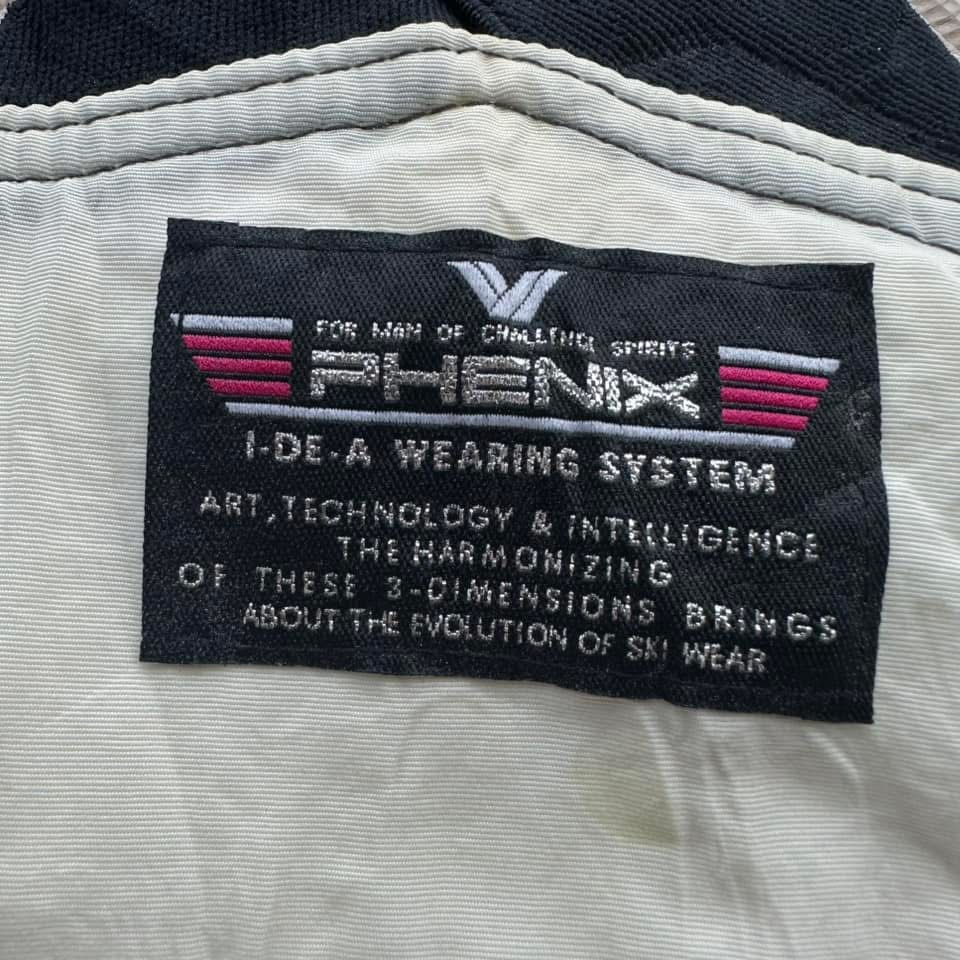 FOR MAN OF CHALLENGE SPIRITS
PHENIX
I-DE-A WEARING SYSTEM
ART, TECHNOLOGY & INTELLIGENCE
THE HARMONIZING
OF THESE 3-DIMENSIONS BRINGS
ABOUT THE EVOLUTION OF SKI WEAR